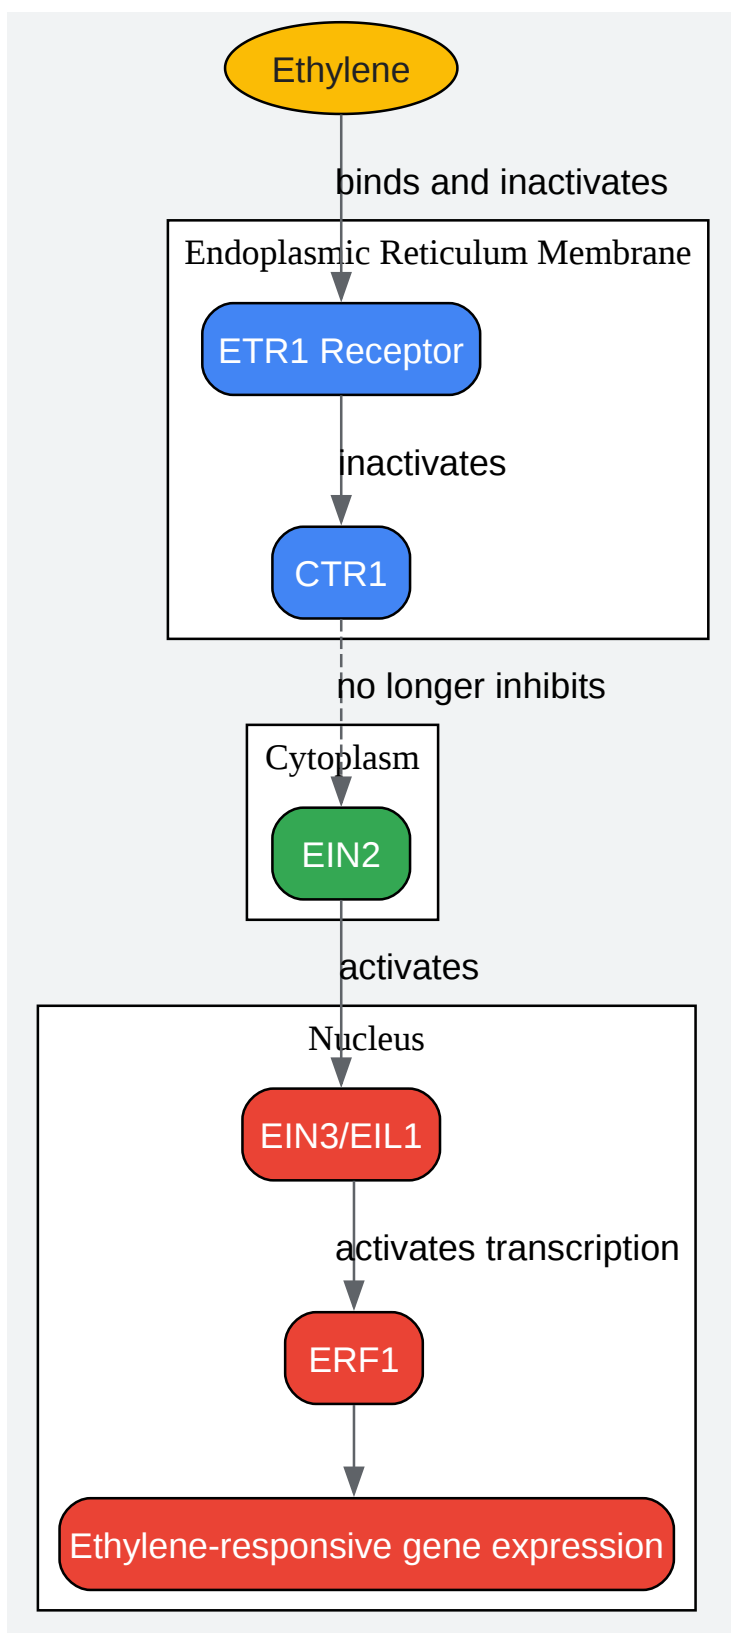 Ethylene
binds and inactivates
Endoplasmic Reticulum Membrane
ETR1 Receptor
inactivates
CTR1
no longer inhibits
Cytoplasm
EIN2
activates
Nucleus
EIN3/EIL1
activates transcription
ERF1
Ethylene-responsive gene expression